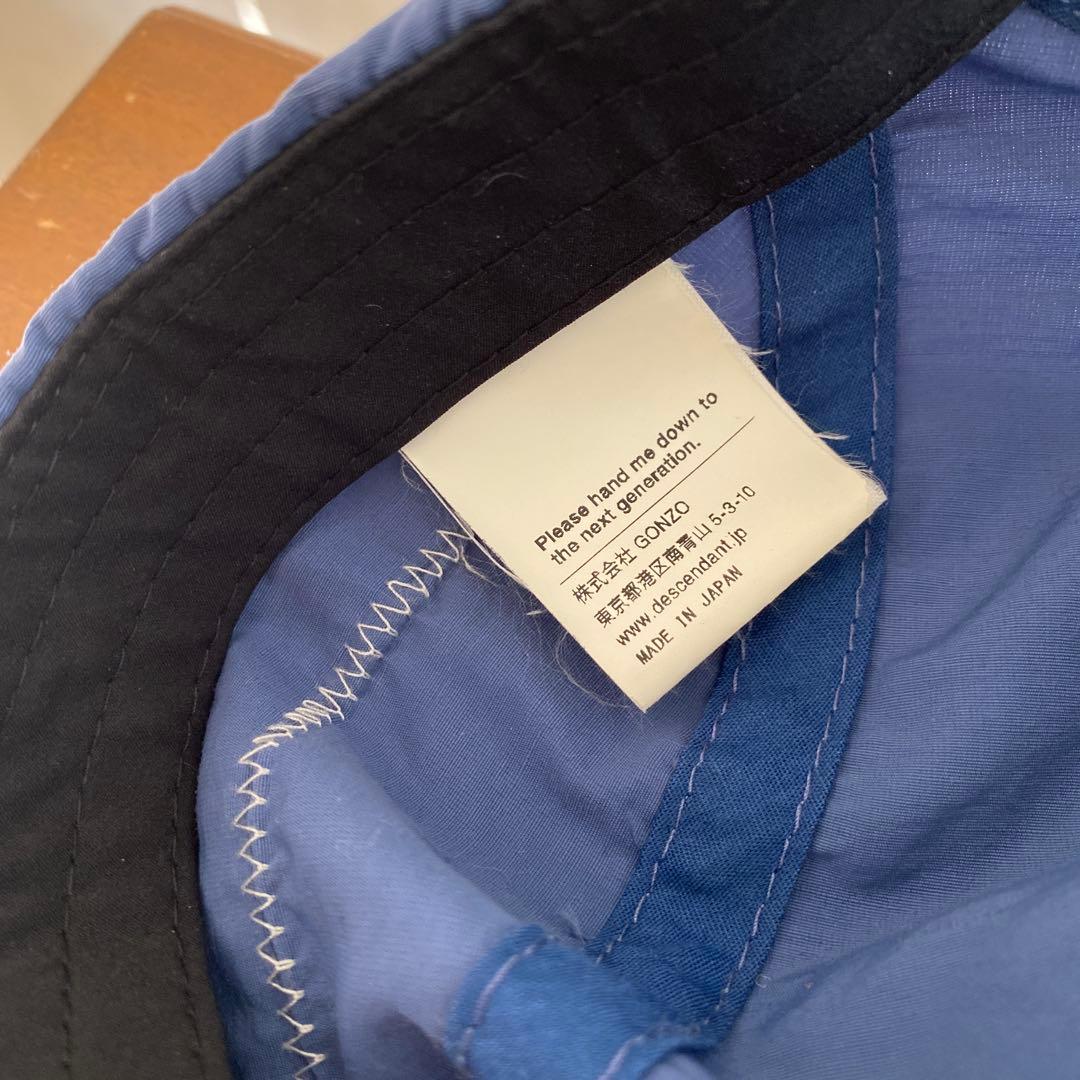 Please hand me down to
the next generation.
株式会社 GONZO
東京都港区南青山 5-3-10
www.descendant.jp
MADE IN JAPAN